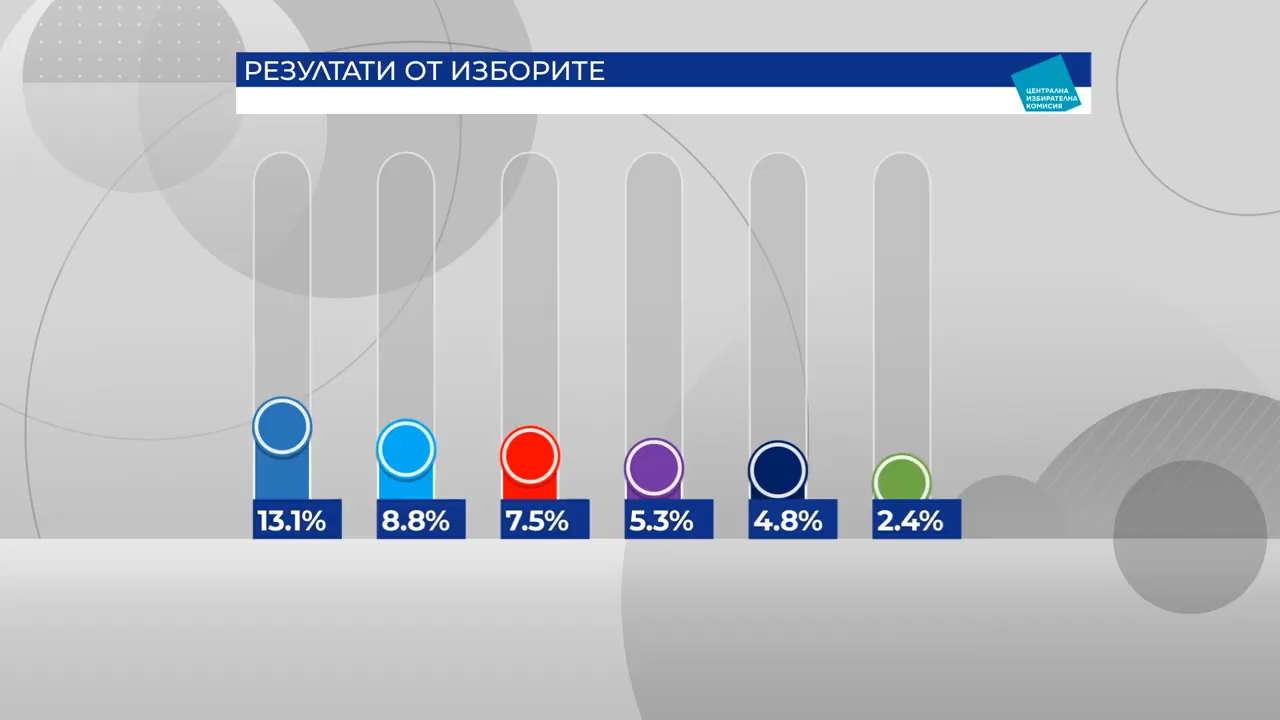 РЕЗУЛТАТИ ОТ ИЗБОРИТЕ
ЦЕНТРАЛНА
ИЗБИРАТЕЛНА
КОМИСИЯ
13.1% 8.8% 7.5% 5.3% 4.8% 2.4%